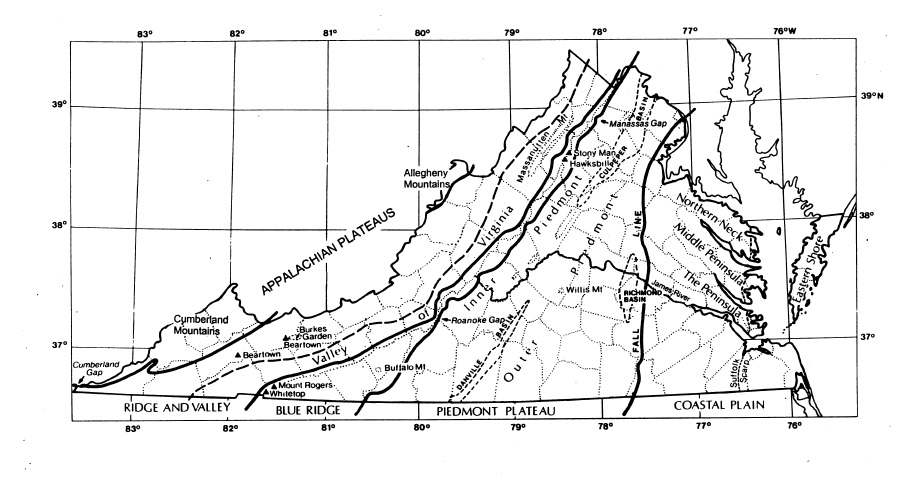 83°
82°
81°
80°
79°
78°
77°
76°W
39°
39°N
38°
38°
37°
37°
Massanutten Mt
Manassas Gap
CULPEPER BASIN
Stony Man
Hawksbill
Allegheny
Mountains
APPALACHIAN PLATEAUS
Valley of Virginia
Inner Piedmont
Outer Piedmont
FALL LINE
Northern Neck
Middle Peninsula
The Peninsula
Eastern Shore
James River
RICHMOND
BASIN
Willis Mt
Cumberland
Mountains
Burkes
Garden
Beartown
Beartown
Roanoke Gap
DANVILLE BASIN
Buffalo Mt
Cumberland
Gap
Mount Rogers
Whitetop
Suffolk
Scarp
RIDGE AND VALLEY
BLUE RIDGE
PIEDMONT PLATEAU
COASTAL PLAIN
83°
82°
81°
80°
79°
78°
77°
76°